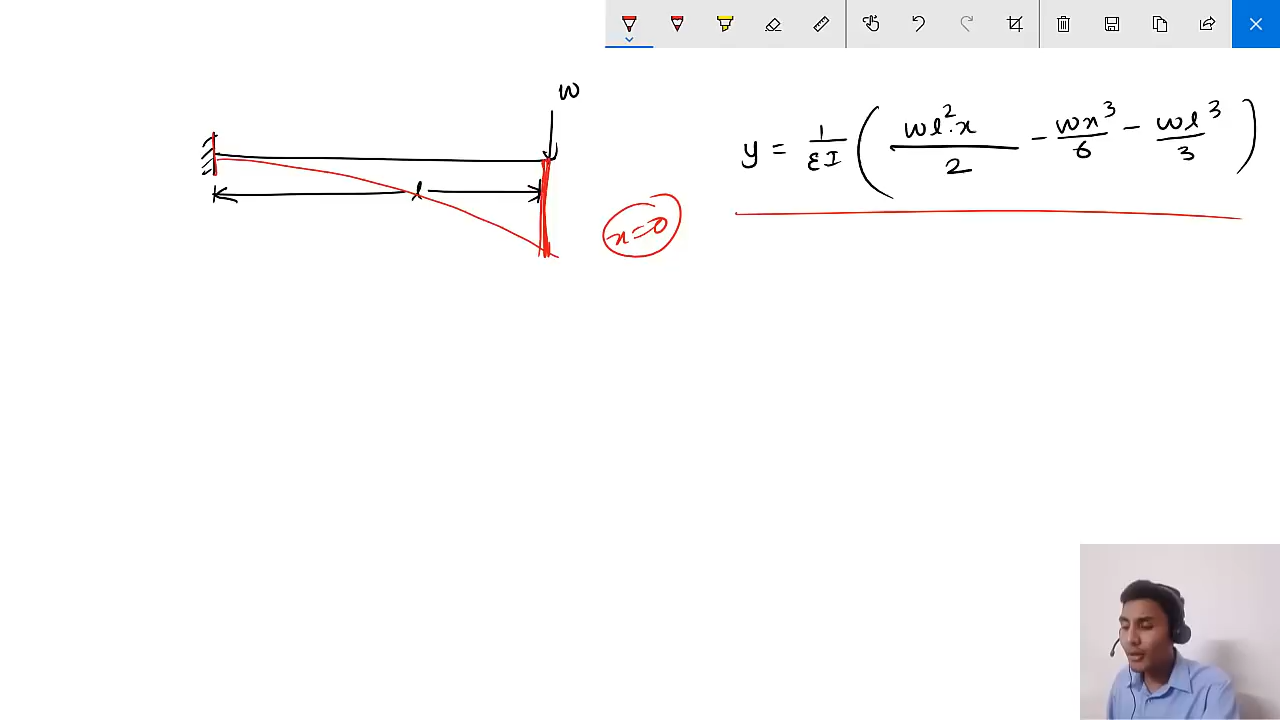 W
l
x=0
y = 1/EI ( Wl²·x/2 - Wx³/6 - Wl³/3 )